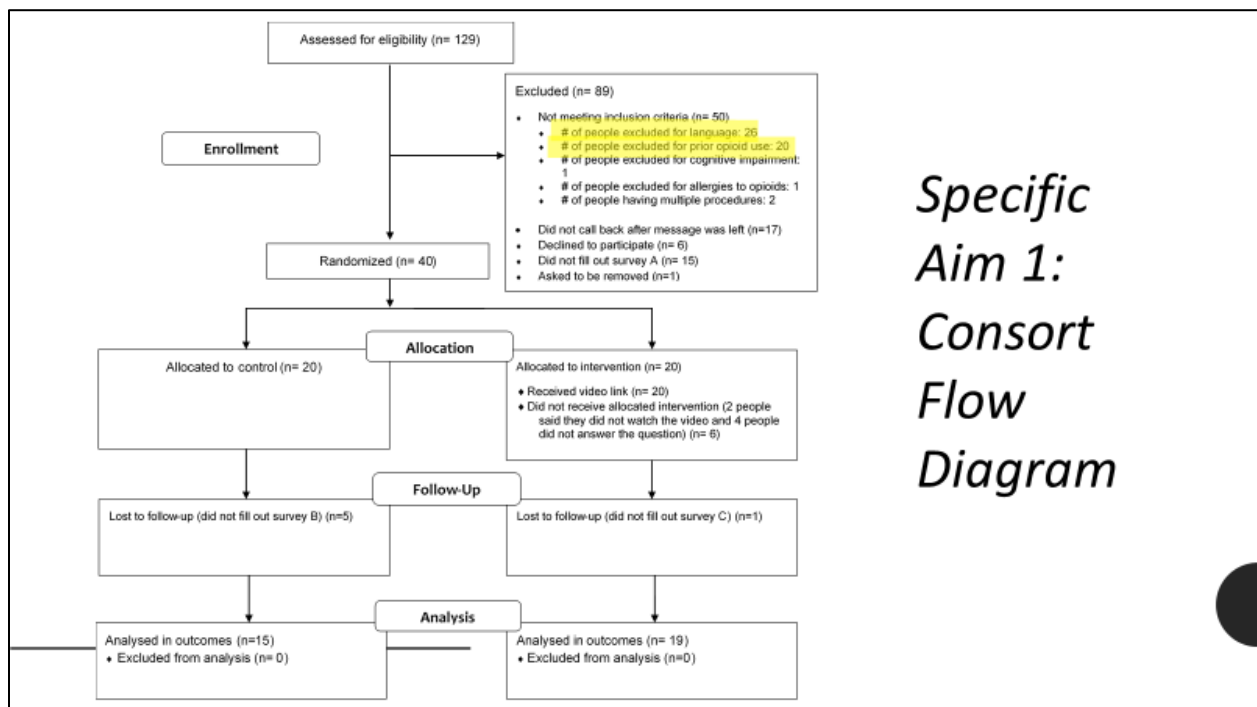 Assessed for eligibility (n= 129)
Excluded (n= 89)
• Not meeting inclusion criteria (n= 50)
♦ # of people excluded for language: 26
♦ # of people excluded for prior opioid use: 20
♦ # of people excluded for cognitive impairment:
1
♦ # of people excluded for allergies to opioids: 1
♦ # of people having multiple procedures: 2
• Did not call back after message was left (n=17)
• Declined to participate (n= 6)
• Did not fill out survey A (n= 15)
• Asked to be removed (n=1)
Enrollment
Randomized (n= 40)
Allocation
Allocated to control (n= 20)
Allocated to intervention (n= 20)
♦ Received video link (n= 20)
♦ Did not receive allocated intervention (2 people
said they did not watch the video and 4 people
did not answer the question) (n= 6)
Follow-Up
Lost to follow-up (did not fill out survey B) (n=5)
Lost to follow-up (did not fill out survey C) (n=1)
Analysis
Analysed in outcomes (n=15)
♦ Excluded from analysis (n= 0)
Analysed in outcomes (n= 19)
♦ Excluded from analysis (n=0)
Specific
Aim 1:
Consort
Flow
Diagram